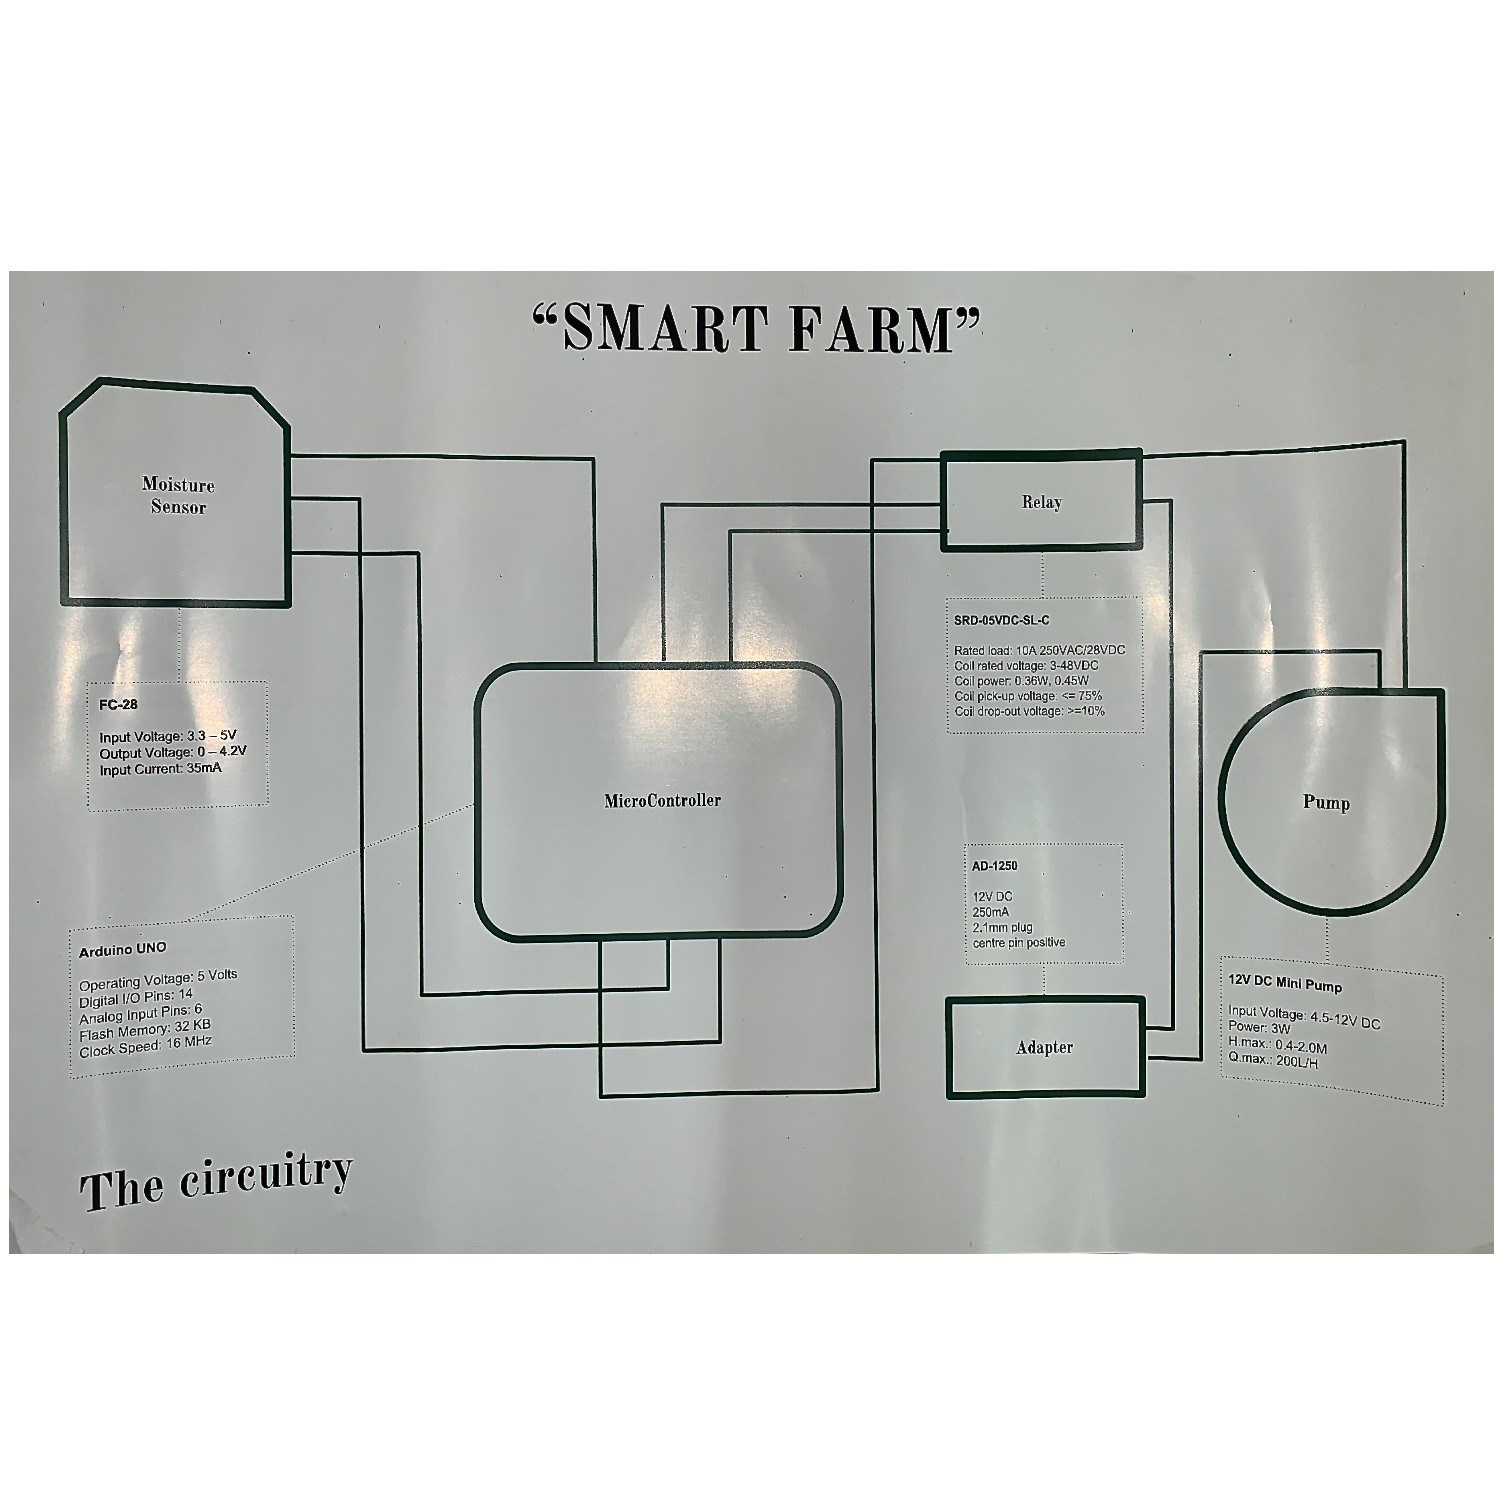 “SMART FARM”
Moisture
Sensor
Relay
SRD-05VDC-SL-C
Rated load: 10A 250VAC/28VDC
Coil rated voltage: 3-48VDC
Coil power: 0.36W, 0.45W
Coil pick-up voltage: <= 75%
Coil drop-out voltage: >=10%
FC-28
Input Voltage: 3.3 – 5V
Output Voltage: 0 – 4.2V
Input Current: 35mA
MicroController
Pump
AD-1250
12V DC
250mA
2.1mm plug
centre pin positive
Arduino UNO
Operating Voltage: 5 Volts
Digital I/O Pins: 14
Analog Input Pins: 6
Flash Memory: 32 KB
Clock Speed: 16 MHz
Adapter
12V DC Mini Pump
Input Voltage: 4.5-12V DC
Power: 3W
H.max.: 0.4-2.0M
Q.max.: 200L/H
The circuitry